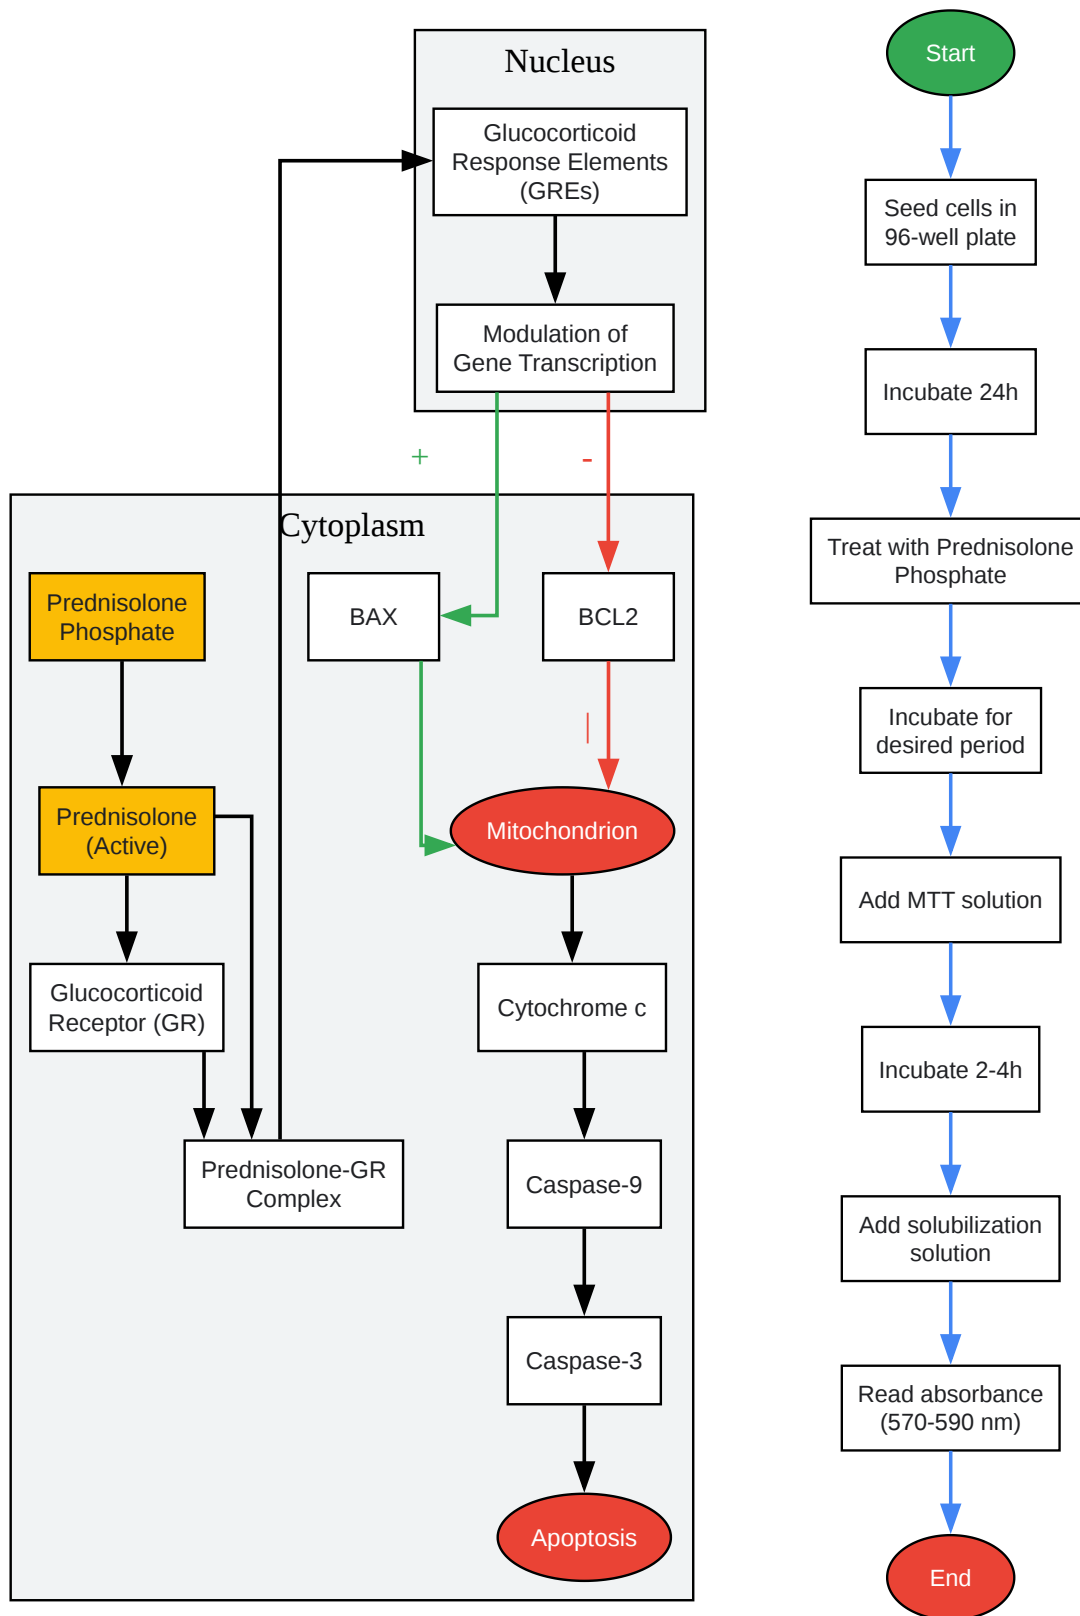 Nucleus
Glucocorticoid
Response Elements
(GREs)
Modulation of
Gene Transcription
+
-
Cytoplasm
Prednisolone
Phosphate
BAX
BCL2
|
Prednisolone
(Active)
Mitochondrion
Glucocorticoid
Receptor (GR)
Cytochrome c
Prednisolone-GR
Complex
Caspase-9
Caspase-3
Apoptosis
Start
Seed cells in
96-well plate
Incubate 24h
Treat with Prednisolone
Phosphate
Incubate for
desired period
Add MTT solution
Incubate 2-4h
Add solubilization
solution
Read absorbance
(570-590 nm)
End